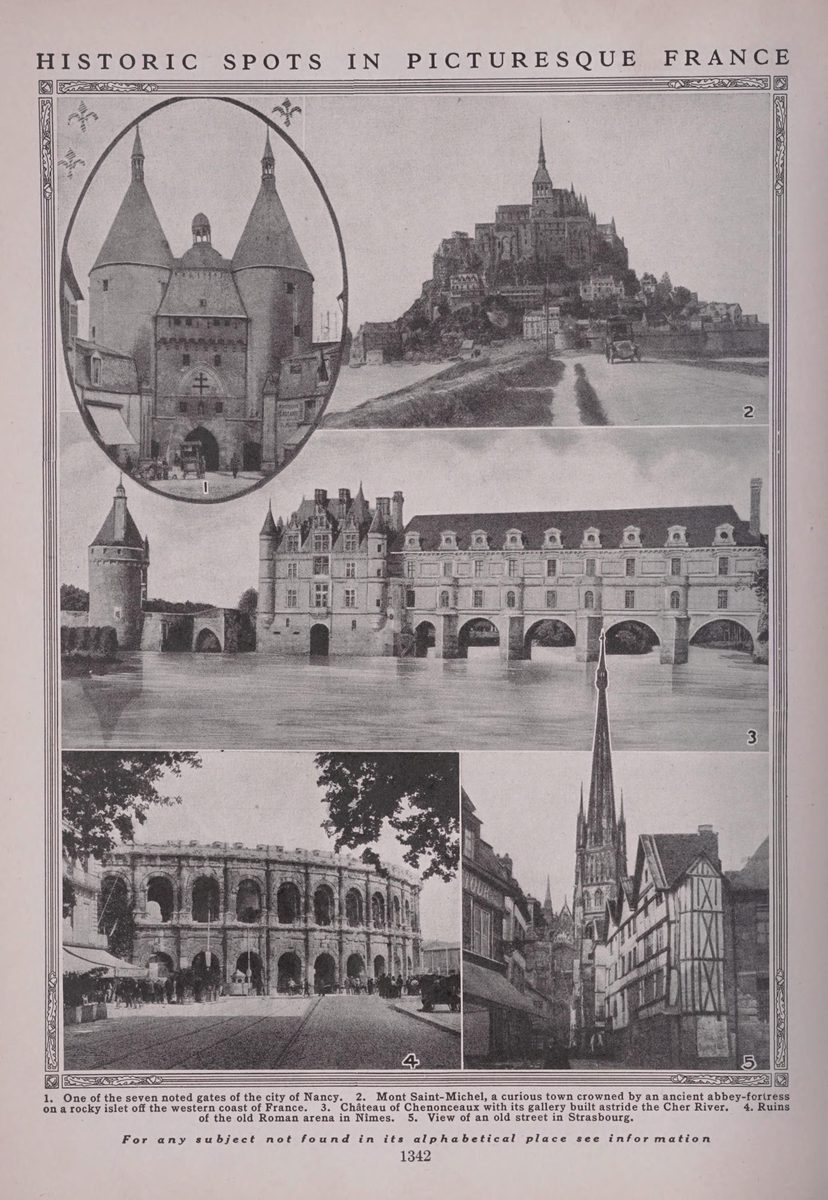 HISTORIC SPOTS IN PICTURESQUE FRANCE
1
2
3
4
5
1. One of the seven noted gates of the city of Nancy. 2. Mont Saint-Michel, a curious town crowned by an ancient abbey-fortress
on a rocky islet off the western coast of France. 3. Château of Chenonceaux with its gallery built astride the Cher River. 4. Ruins
of the old Roman arena in Nîmes. 5. View of an old street in Strasbourg.
For any subject not found in its alphabetical place see information
1342